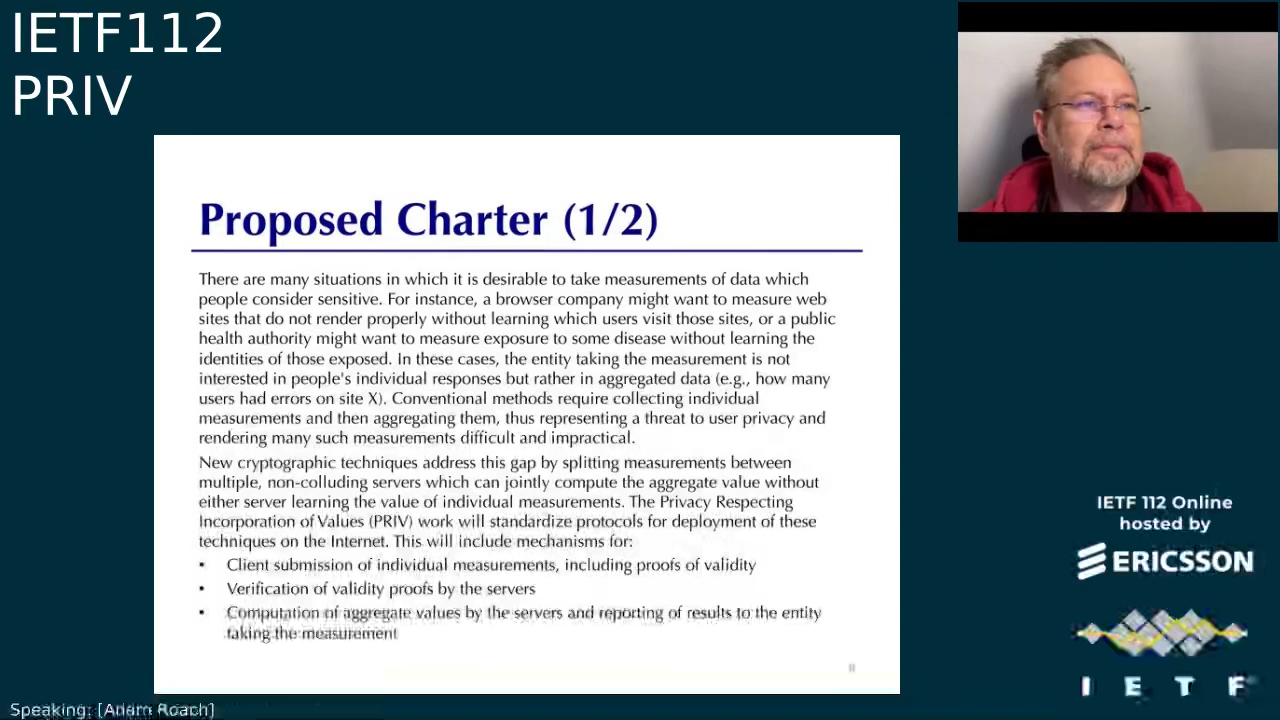 IETF112
PRIV
Proposed Charter (1/2)
There are many situations in which it is desirable to take measurements of data which
people consider sensitive. For instance, a browser company might want to measure web
sites that do not render properly without learning which users visit those sites, or a public
health authority might want to measure exposure to some disease without learning the
identities of those exposed. In these cases, the entity taking the measurement is not
interested in people's individual responses but rather in aggregated data (e.g., how many
users had errors on site X). Conventional methods require collecting individual
measurements and then aggregating them, thus representing a threat to user privacy and
rendering many such measurements difficult and impractical.
New cryptographic techniques address this gap by splitting measurements between
multiple, non-colluding servers which can jointly compute the aggregate value without
either server learning the value of individual measurements. The Privacy Respecting
Incorporation of Values (PRIV) work will standardize protocols for deployment of these
techniques on the Internet. This will include mechanisms for:
• Client submission of individual measurements, including proofs of validity
• Verification of validity proofs by the servers
• Computation of aggregate values by the servers and reporting of results to the entity
taking the measurement
IETF 112 Online
hosted by
ERICSSON
I E T F
Speaking: [Adam Roach]